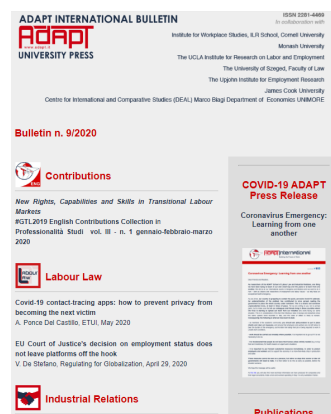 ADAPT INTERNATIONAL BULLETIN
ADAPT
www.adapt.it
UNIVERSITY PRESS
ISSN 2281-4468
In collaboration with
Institute for Workplace Studies, ILR School, Cornell University
Monash University
The UCLA Institute for Research on Labor and Employment
The University of Szeged, Faculty of Law
The Upjohn Institute for Employment Research
James Cook University
Centre for International and Comparative Studies (DEAL) Marco Biagi Department of Economics UNIMORE
Bulletin n. 9/2020
Contributions
New Rights, Capabilities and Skills in Transitional Labour
Markets
#GTL2019 English Contributions Collection in
Professionalità Studi vol. III - n. 1 gennaio-febbraio-marzo
2020
Labour Law
Covid-19 contact-tracing apps: how to prevent privacy from
becoming the next victim
A. Ponce Del Castillo, ETUI, May 2020
EU Court of Justice's decision on employment status does
not leave platforms off the hook
V. De Stefano, Regulating for Globalization, April 29, 2020
Industrial Relations
COVID-19 ADAPT
Press Release
Coronavirus Emergency:
Learning from one
another
Publications